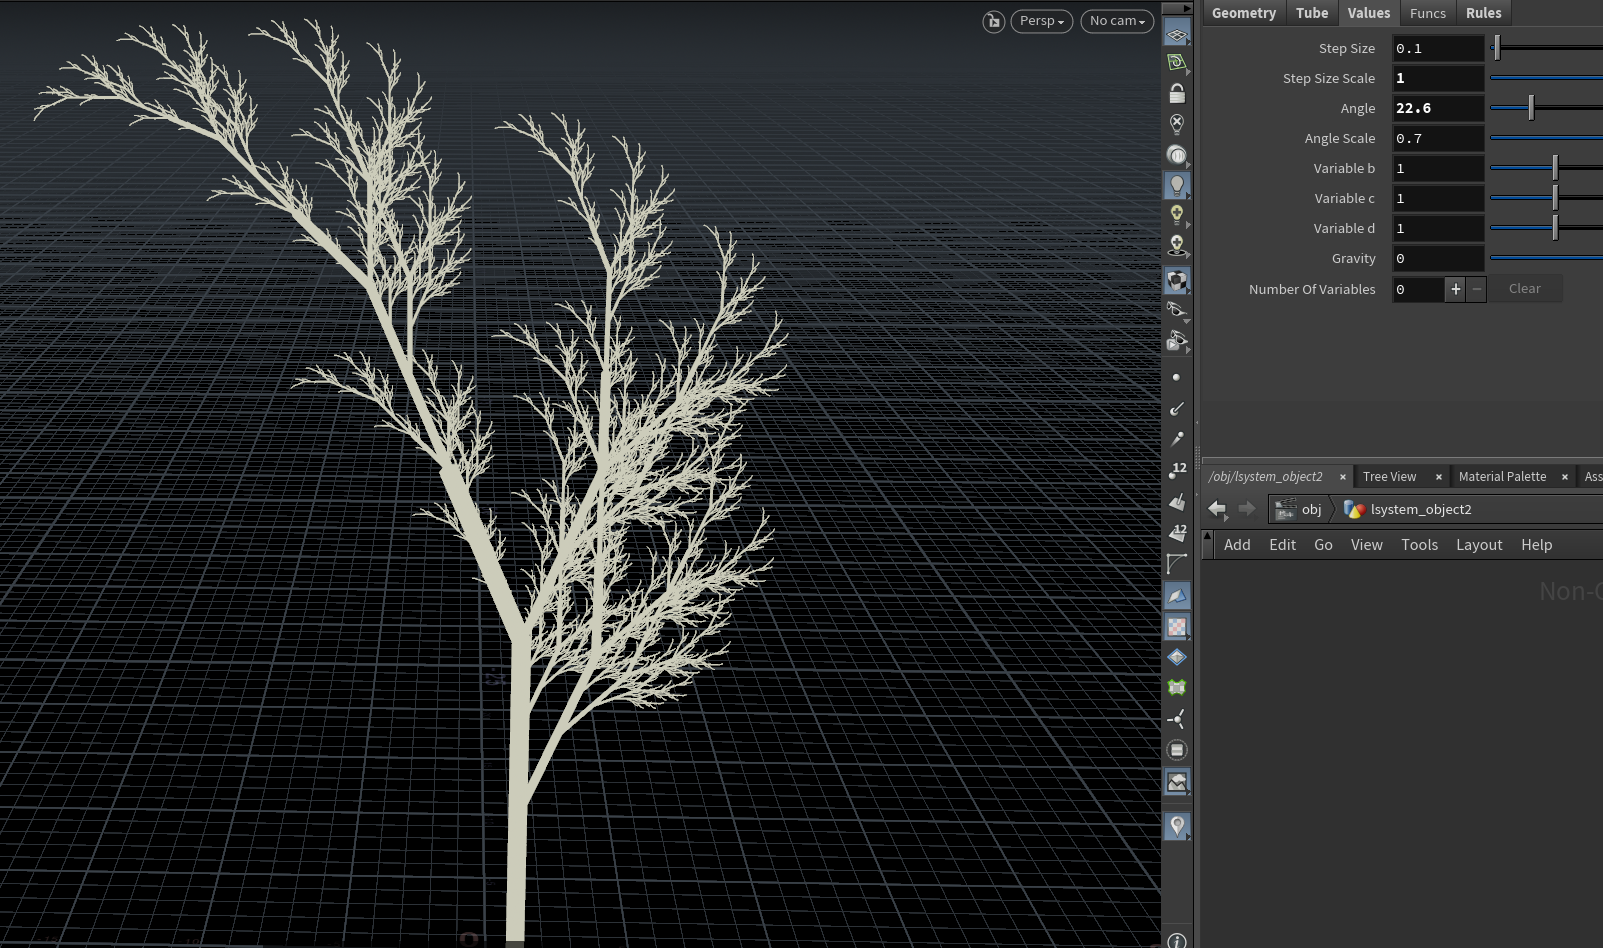 Persp
No cam
Geometry Tube Values Funcs Rules
Step Size 0.1
Step Size Scale 1
Angle 22.6
Angle Scale 0.7
Variable b 1
Variable c 1
Variable d 1
Gravity 0
Number Of Variables 0 + − Clear
12
12
/obj/lsystem_object2 × Tree View × Material Palette × Ass
obj lsystem_object2
Add Edit Go View Tools Layout Help
Non-C